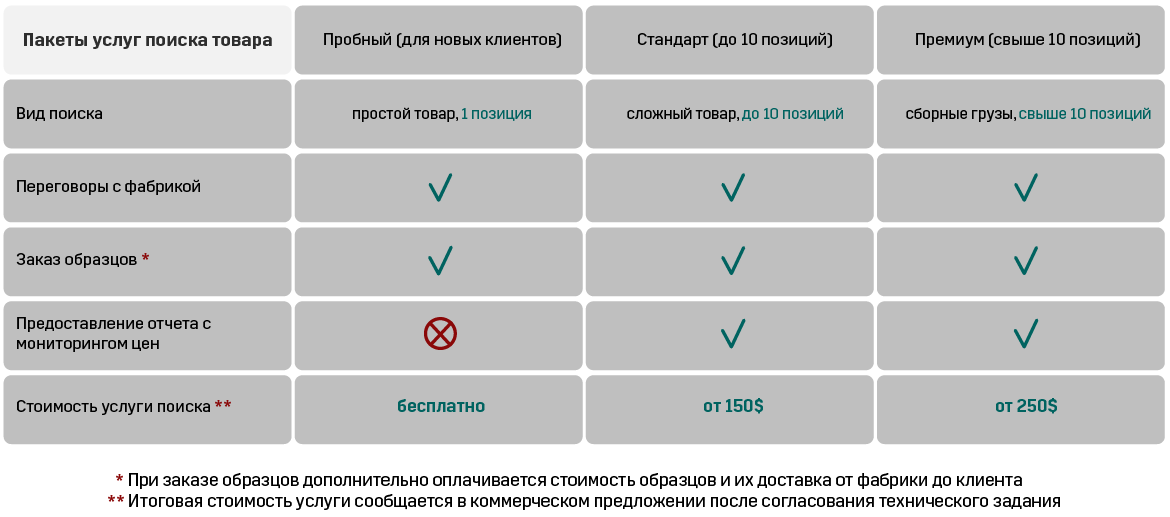 Пакеты услуг поиска товара
Пробный (для новых клиентов)
Стандарт (до 10 позиций)
Премиум (свыше 10 позиций)
Вид поиска
простой товар, 1 позиция
сложный товар, до 10 позиций
сборные грузы, свыше 10 позиций
Переговоры с фабрикой
Заказ образцов *
Предоставление отчета с
мониторингом цен
Стоимость услуги поиска **
бесплатно
от 150$
от 250$
* При заказе образцов дополнительно оплачивается стоимость образцов и их доставка от фабрики до клиента
** Итоговая стоимость услуги сообщается в коммерческом предложении после согласования технического задания